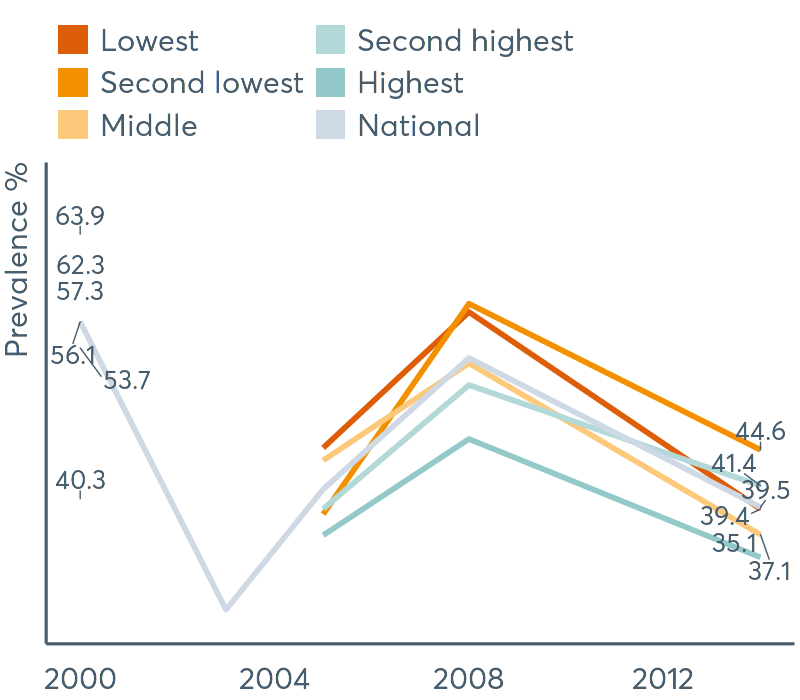 Lowest
Second lowest
Middle
Second highest
Highest
National
Prevalence %
63.9
62.3
57.3
56.1
53.7
40.3
44.6
41.4
39.5
39.4
35.1
37.1
2000 2004 2008 2012